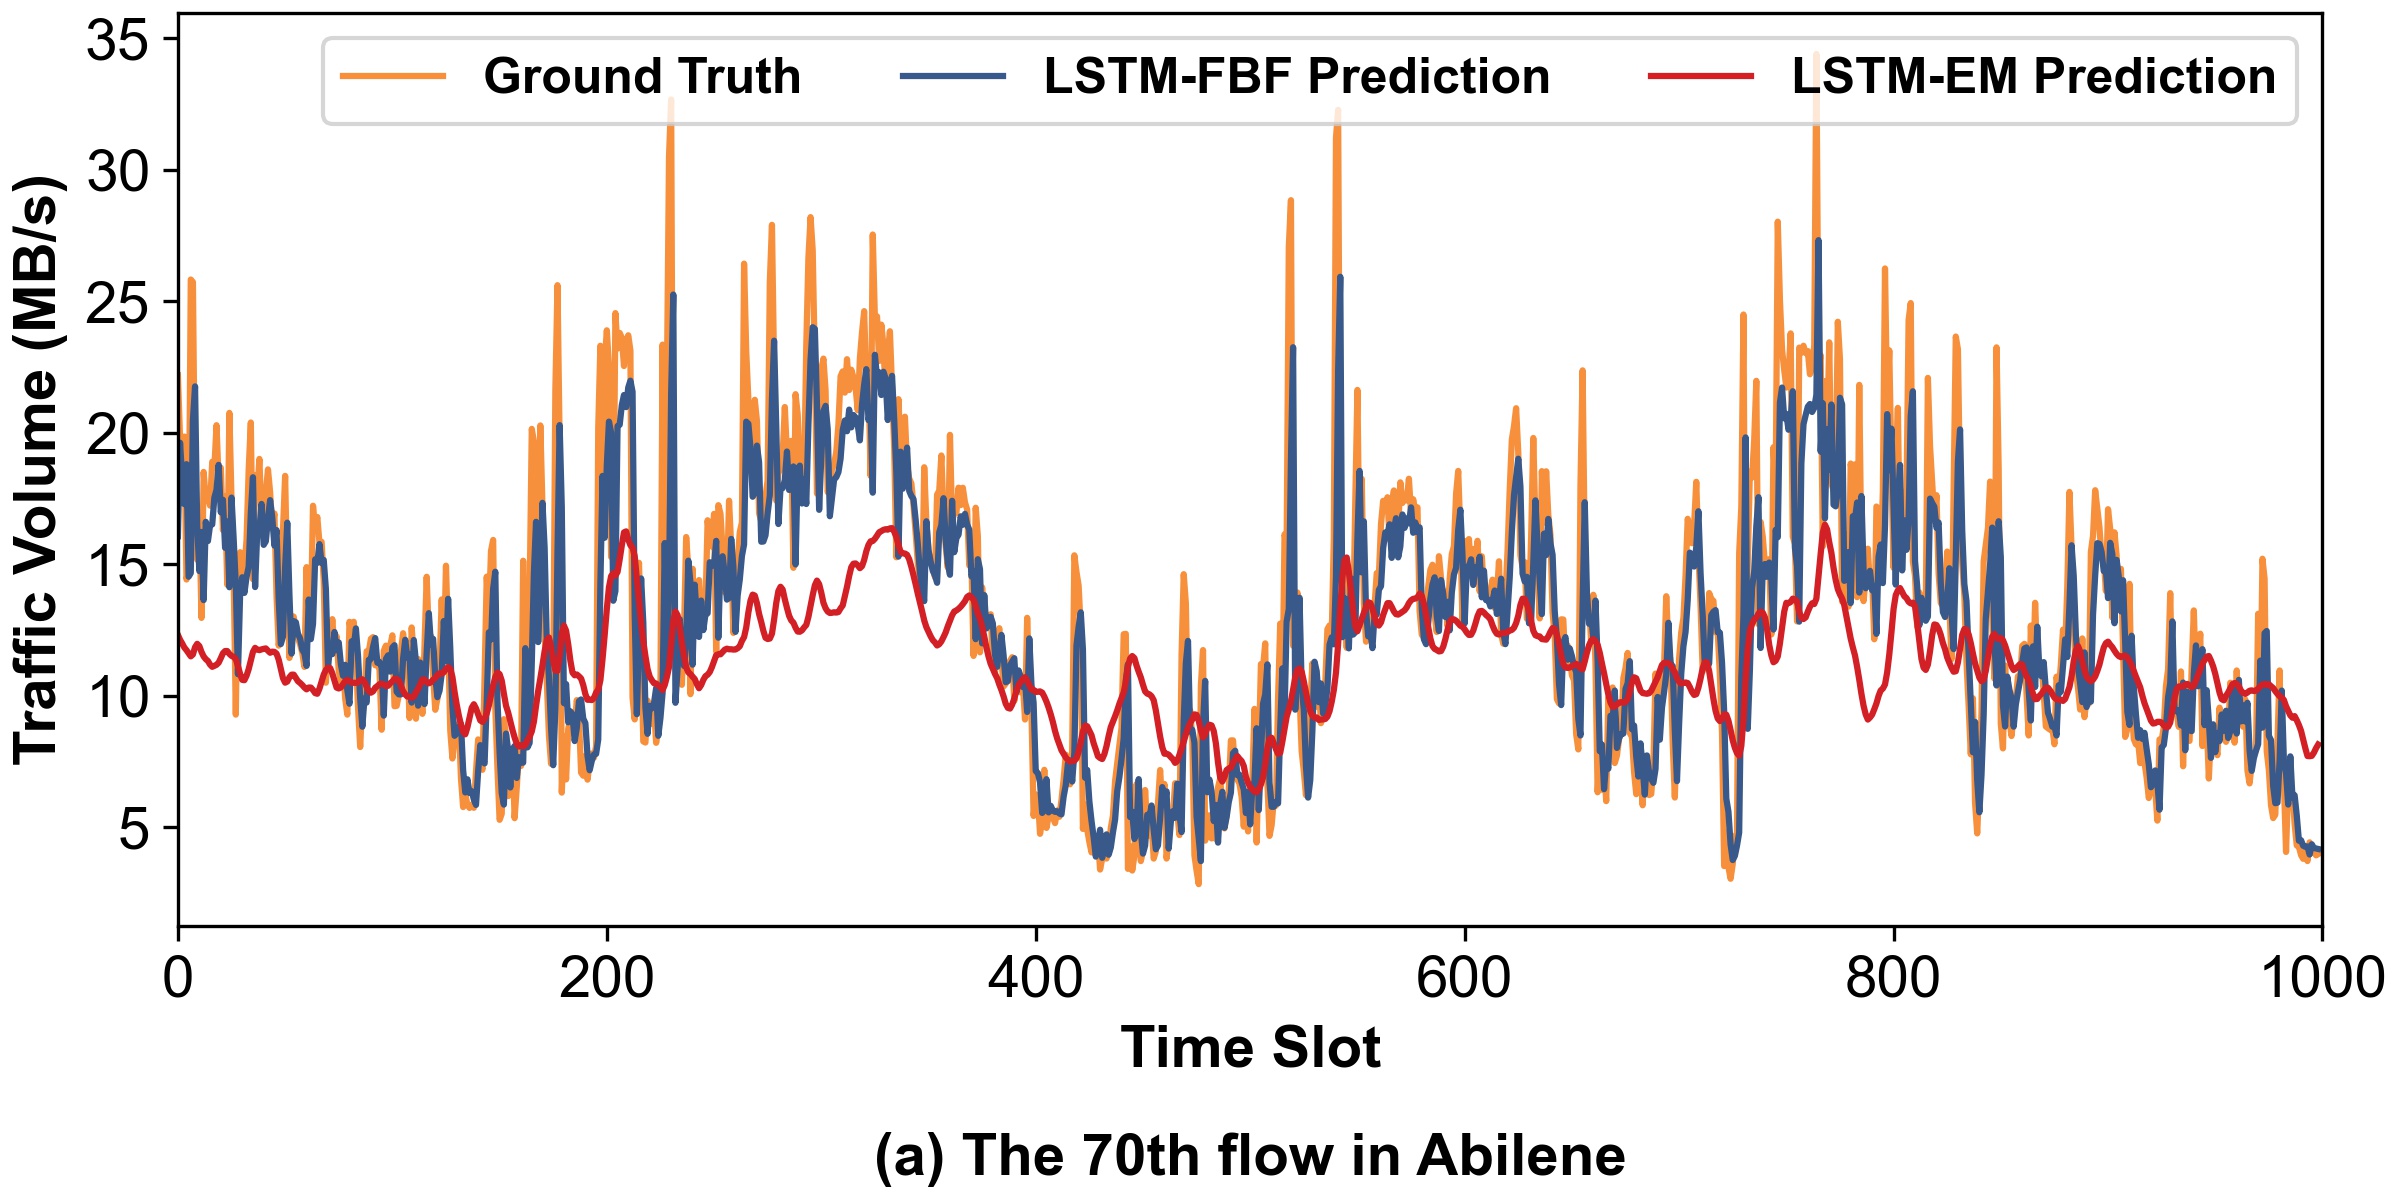 35
Ground Truth LSTM-FBF Prediction LSTM-EM Prediction
30
25
20
15
10
5
Traffic Volume (MB/s)
0 200 400 600 800 1000
Time Slot
(a) The 70th flow in Abilene